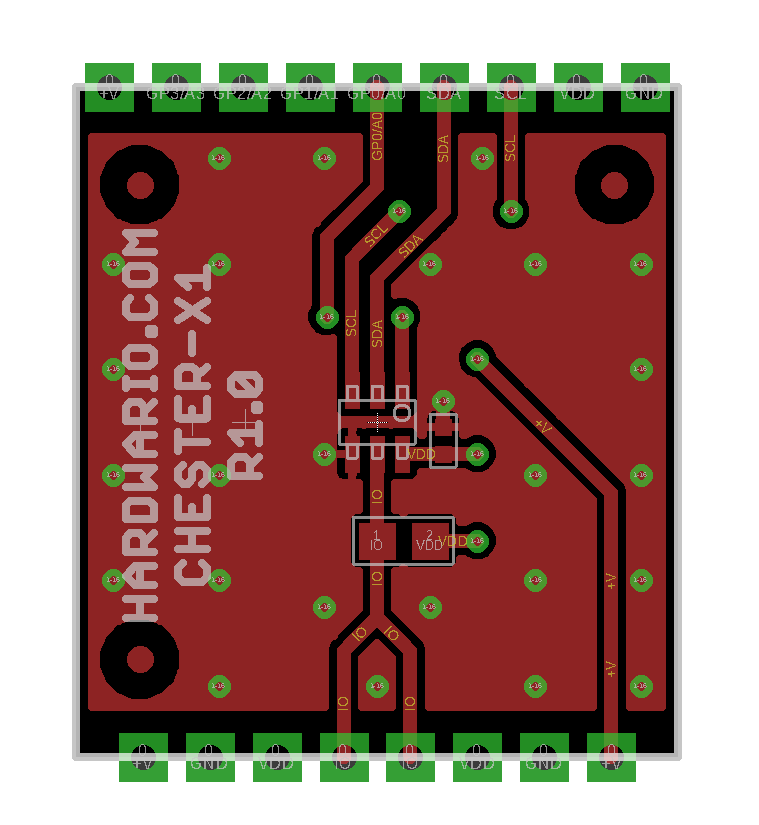 +V GP3/A3 GP2/A2 GP1/A1 GP0/A0 SDA SCL VDD GND
GP0/A0
SDA
SCL
SCL
SDA
SCL
SDA
HARDWARIO.COM
CHESTER-X1
R1.0
+V
VDD
IO
1
IO
2
VDD
VDD
IO
+V
IO
IO
+V
IO
IO
+V GND VDD IO IO VDD GND +V